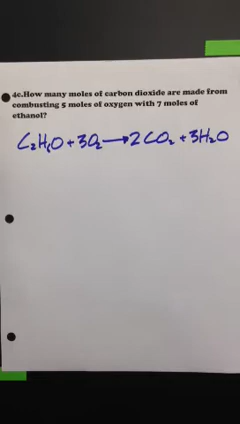 4c.How many moles of carbon dioxide are made from
combusting 5 moles of oxygen with 7 moles of
ethanol?
C₂H₆O + 3O₂ → 2CO₂ + 3H₂O